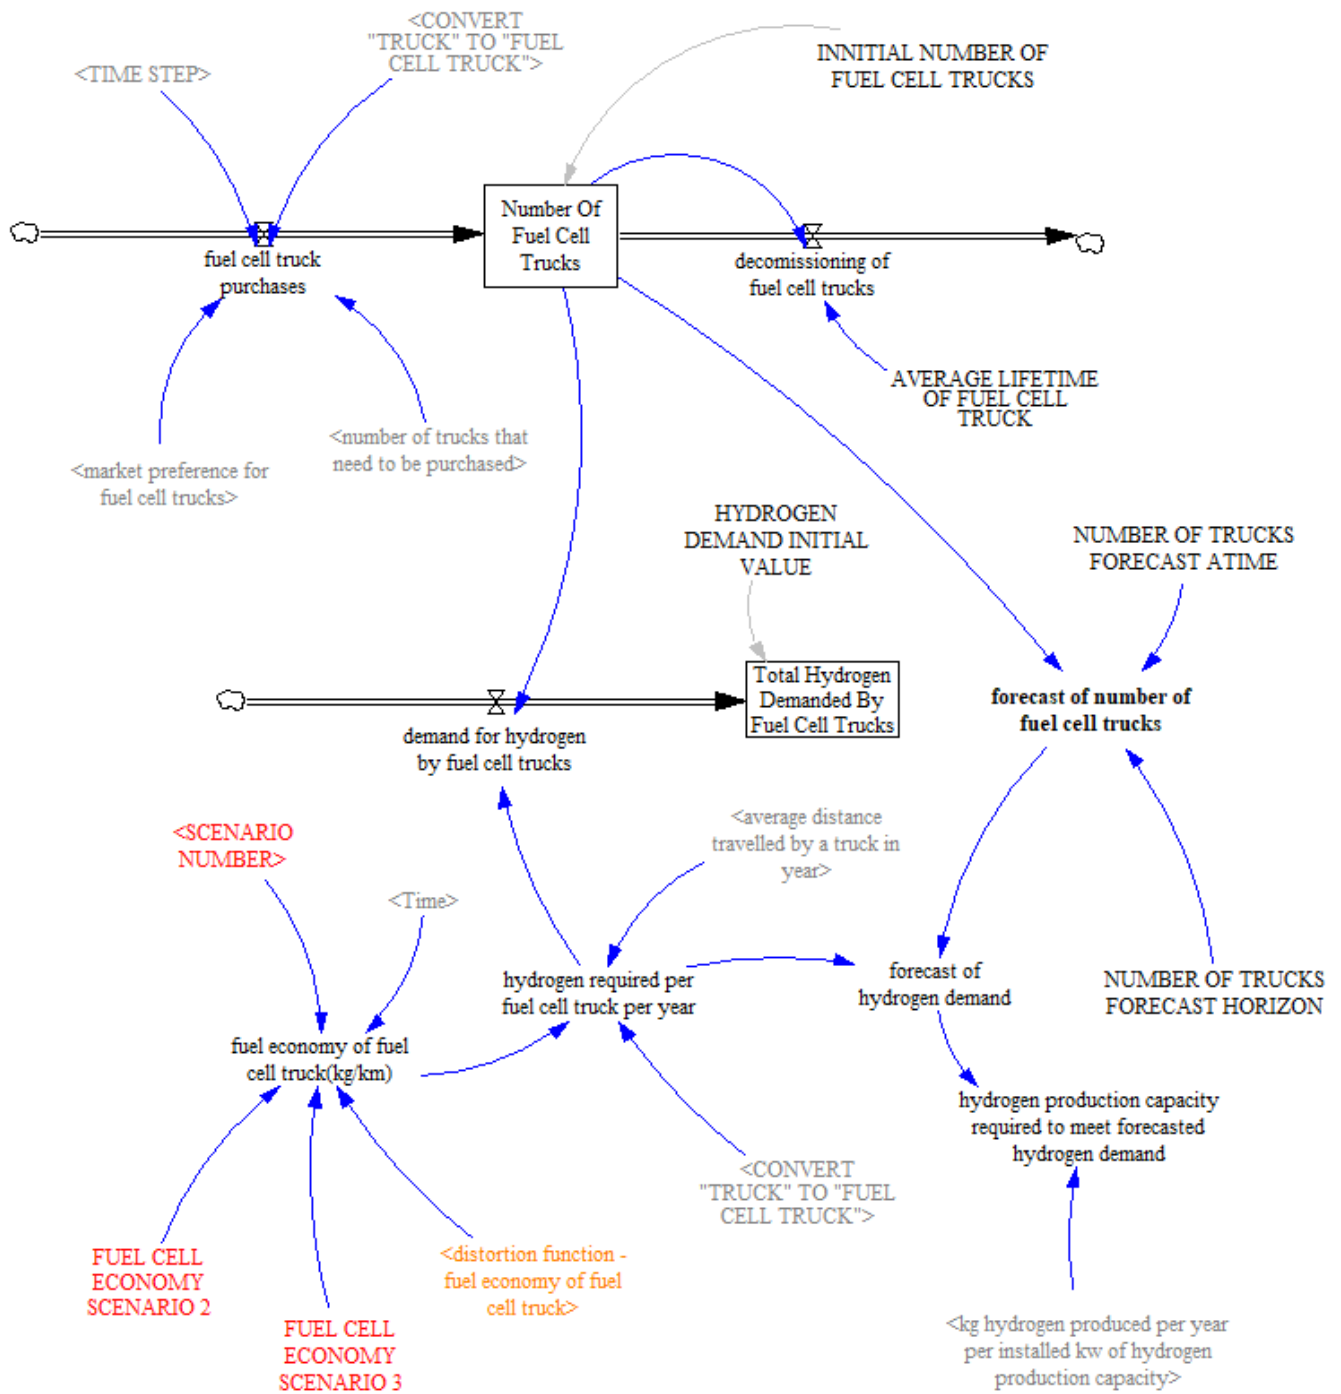 <CONVERT
"TRUCK" TO "FUEL
CELL TRUCK">
<TIME STEP>
INNITIAL NUMBER OF
FUEL CELL TRUCKS
Number Of
Fuel Cell
Trucks
fuel cell truck
purchases
decomissioning of
fuel cell trucks
AVERAGE LIFETIME
OF FUEL CELL
TRUCK
<market preference for
fuel cell trucks>
<number of trucks that
need to be purchased>
HYDROGEN
DEMAND INITIAL
VALUE
NUMBER OF TRUCKS
FORECAST ATIME
Total Hydrogen
Demanded By
Fuel Cell Trucks
forecast of number of
fuel cell trucks
demand for hydrogen
by fuel cell trucks
<SCENARIO
NUMBER>
<average distance
travelled by a truck in
year>
<Time>
hydrogen required per
fuel cell truck per year
forecast of
hydrogen demand
NUMBER OF TRUCKS
FORECAST HORIZON
fuel economy of fuel
cell truck(kg/km)
hydrogen production capacity
required to meet forecasted
hydrogen demand
<CONVERT
"TRUCK" TO "FUEL
CELL TRUCK">
FUEL CELL
ECONOMY
SCENARIO 2
<distortion function -
fuel economy of fuel
cell truck>
FUEL CELL
ECONOMY
SCENARIO 3
<kg hydrogen produced per year
per installed kw of hydrogen
production capacity>